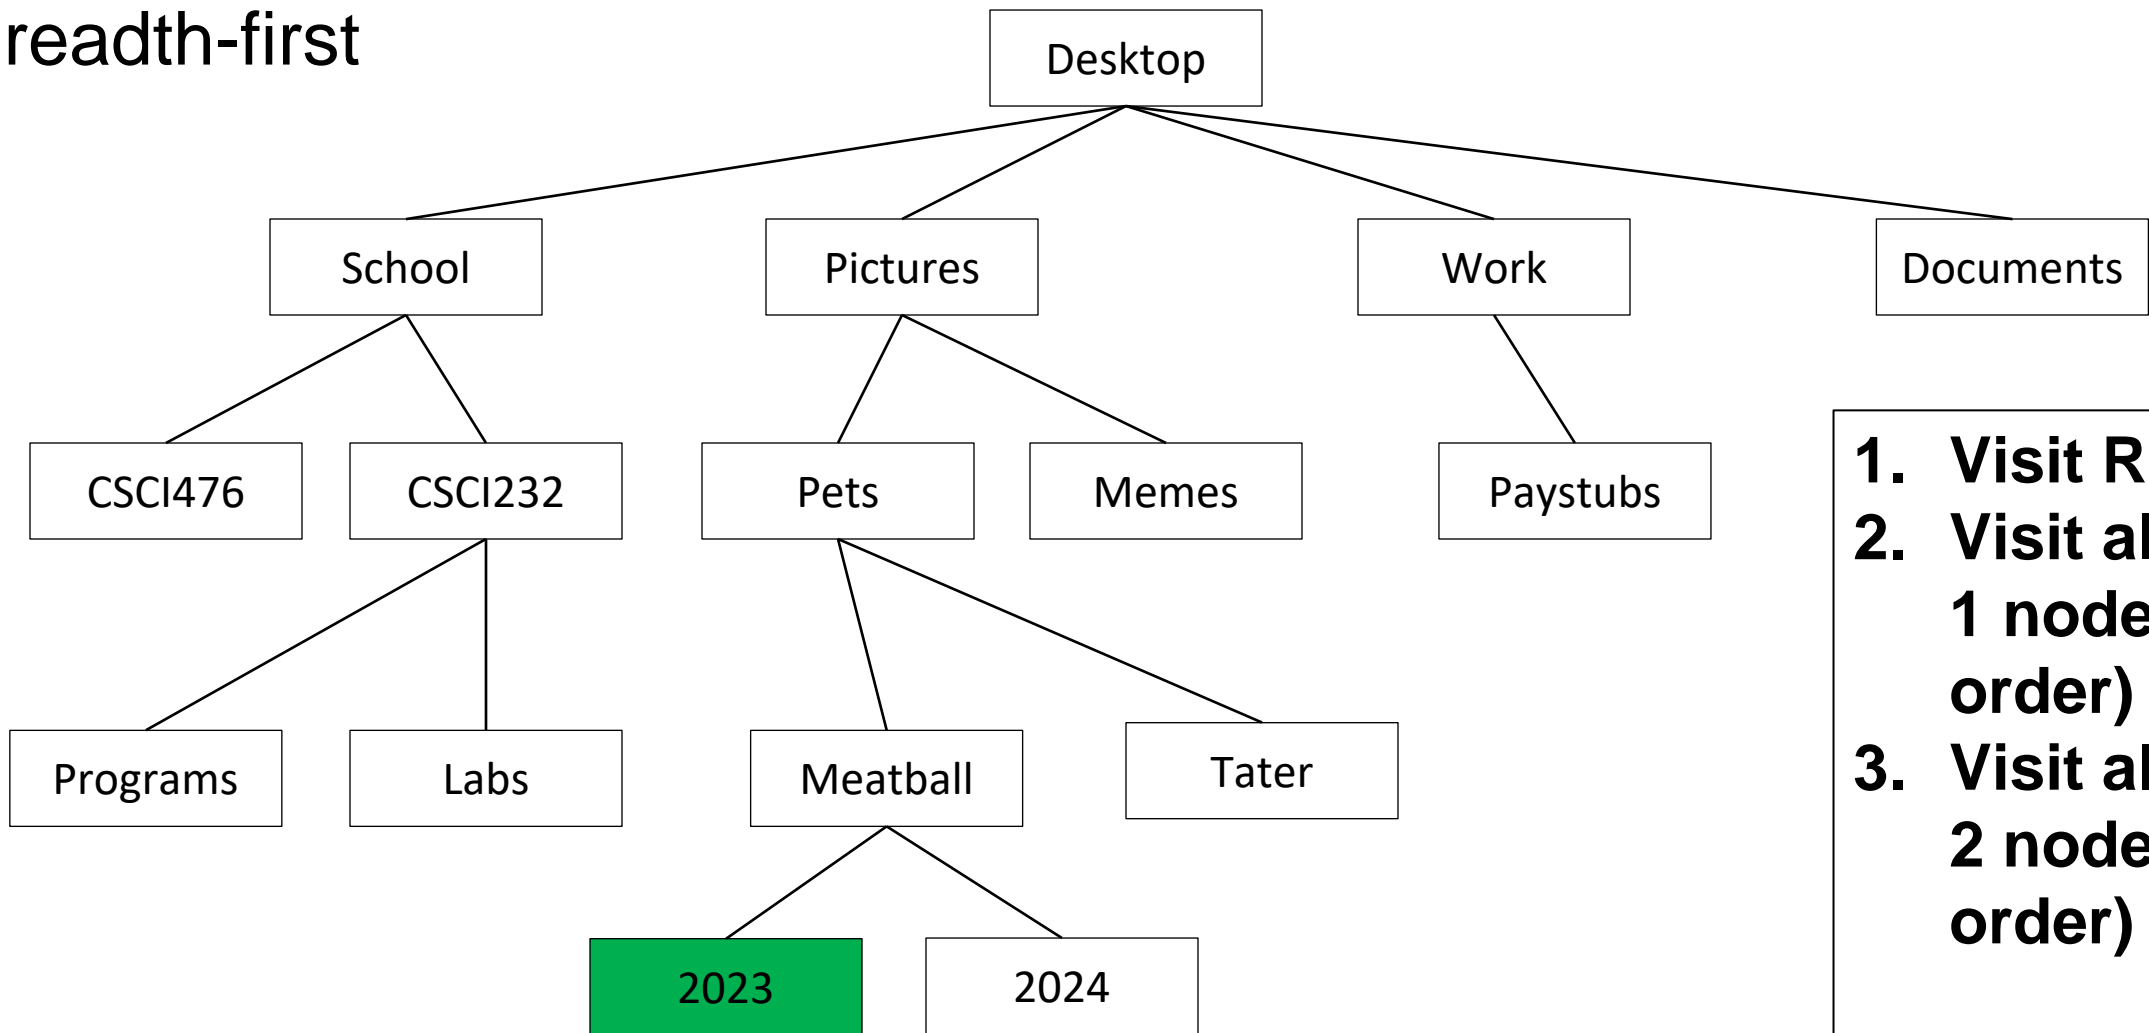 readth-first
Desktop
School
Pictures
Work
Documents
CSCI476
CSCI232
Pets
Memes
Paystubs
1. Visit R
2. Visit al
1 node
order)
3. Visit al
2 node
order)
Programs
Labs
Meatball
Tater
2023
2024